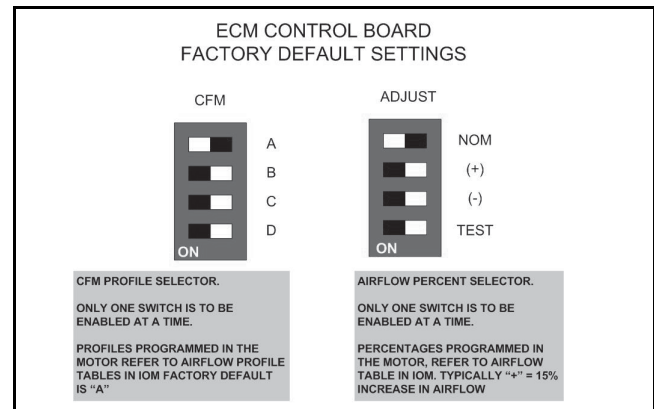 ECM CONTROL BOARD
FACTORY DEFAULT SETTINGS
CFM
A
B
C
D
ON
ADJUST
NOM
(+)
(-)
TEST
ON
CFM PROFILE SELECTOR.
ONLY ONE SWITCH IS TO BE
ENABLED AT A TIME.
PROFILES PROGRAMMED IN THE
MOTOR REFER TO AIRFLOW PROFILE
TABLES IN IOM FACTORY DEFAULT
IS “A”
AIRFLOW PERCENT SELECTOR.
ONLY ONE SWITCH IS TO BE
ENABLED AT A TIME.
PERCENTAGES PROGRAMMED IN
THE MOTOR, REFER TO AIRFLOW
TABLE IN IOM. TYPICALLY “+” = 15%
INCREASE IN AIRFLOW